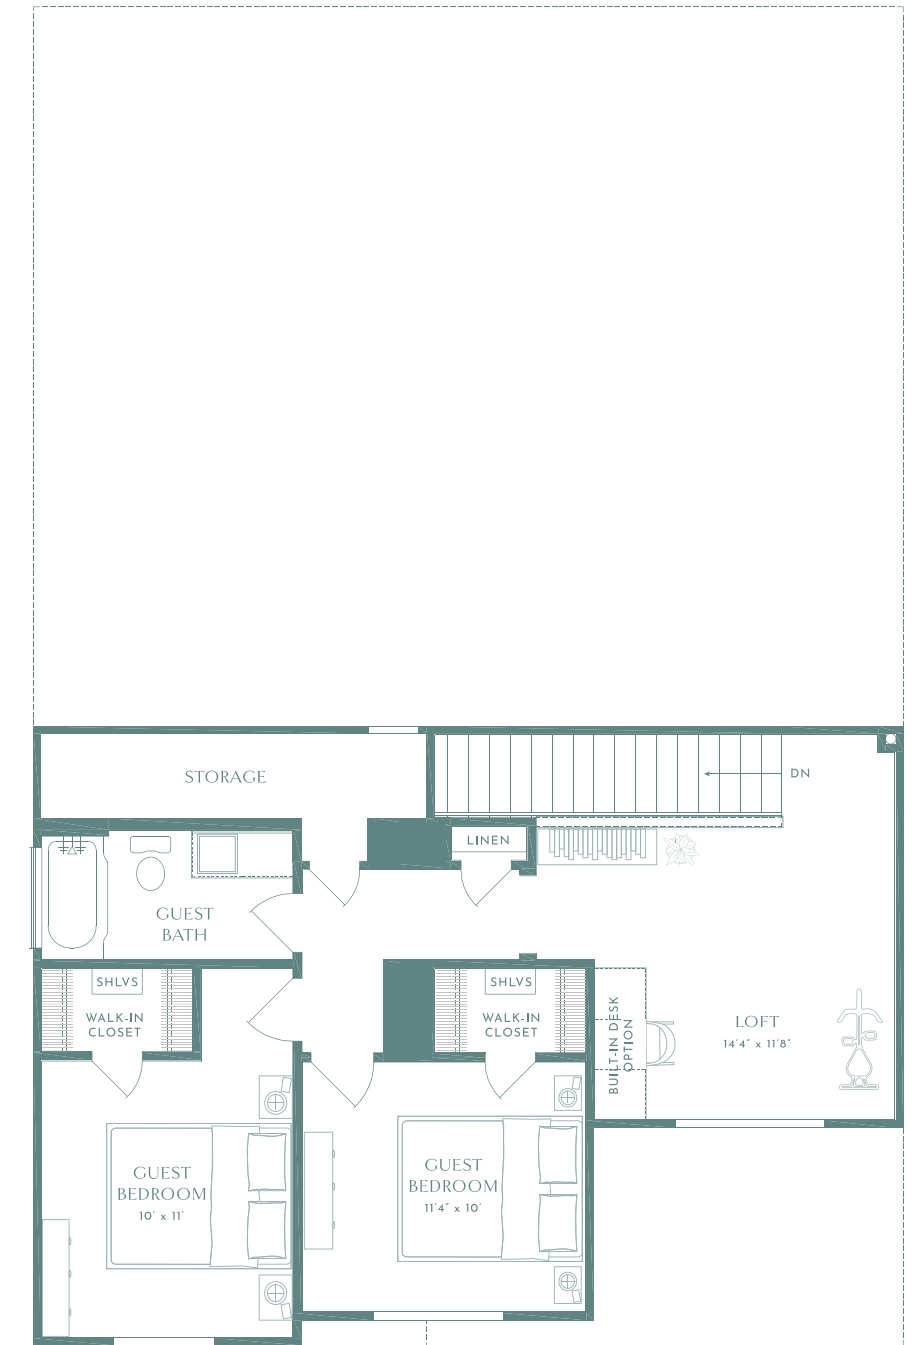 STORAGE
DN
LINEN
GUEST
BATH
SHLVS
WALK-IN
CLOSET
SHLVS
WALK-IN
CLOSET
BUILT-IN DESK
OPTION
LOFT
14'4" x 11'8"
GUEST
BEDROOM
10' x 11'
GUEST
BEDROOM
11'4" x 10'